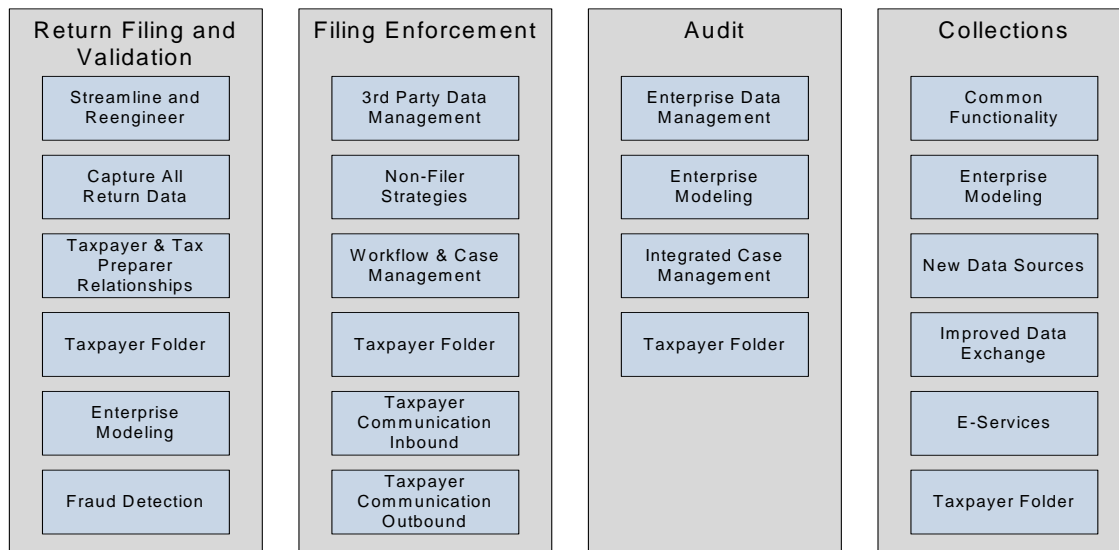 Return Filing and
Validation
Streamline and
Reengineer
Capture All
Return Data
Taxpayer & Tax
Preparer
Relationships
Taxpayer Folder
Enterprise
Modeling
Fraud Detection
Filing Enforcement
3rd Party Data
Management
Non-Filer
Strategies
Workflow & Case
Management
Taxpayer Folder
Taxpayer
Communication
Inbound
Taxpayer
Communication
Outbound
Audit
Enterprise Data
Management
Enterprise
Modeling
Integrated Case
Management
Taxpayer Folder
Collections
Common
Functionality
Enterprise
Modeling
New Data Sources
Improved Data
Exchange
E-Services
Taxpayer Folder